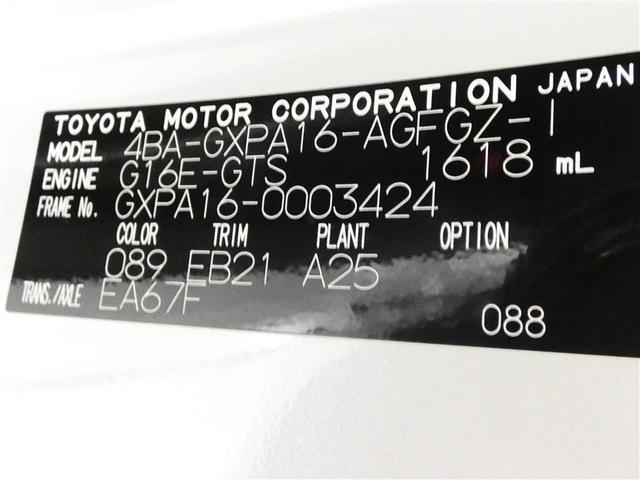 TOYOTA MOTOR CORPORATION JAPAN
MODEL 4BA-GXPA16-AGFGZ-I
ENGINE G16E-GTS 1618 mL
FRAME No. GXPA16-0003424
COLOR TRIM PLANT OPTION
089 EB21 A25
TRANS./AXLE EA67F
088